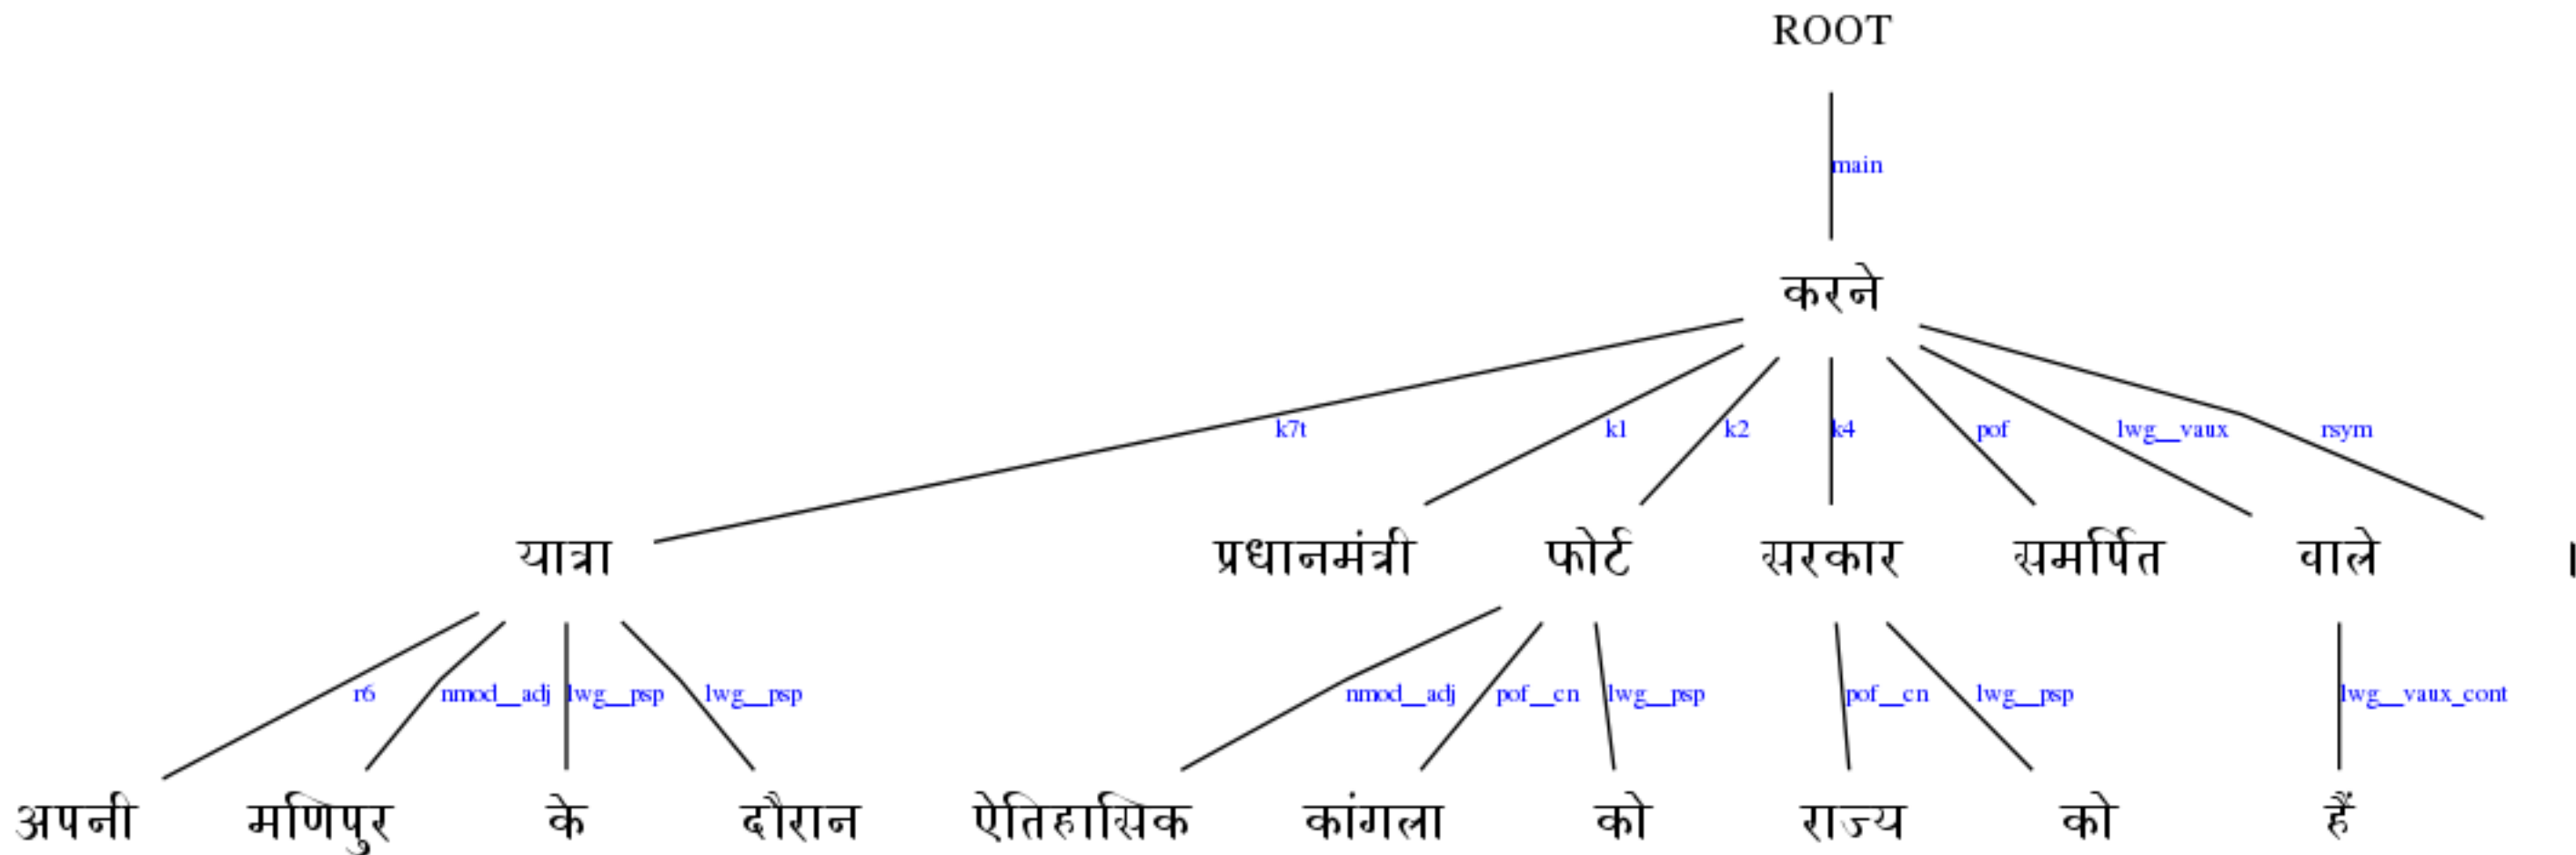 ROOT
main
करने
k7t k1 k2 k4 pof lwg__vaux rsym
यात्रा प्रधानमंत्री फोर्ट सरकार समर्पित वाले ।
r6 nmod__adj lwg__psp lwg__psp nmod__adj pof__cn lwg__psp pof__cn lwg__psp lwg__vaux_cont
अपनी मणिपुर के दौरान ऐतिहासिक कांगला को राज्य को हैं